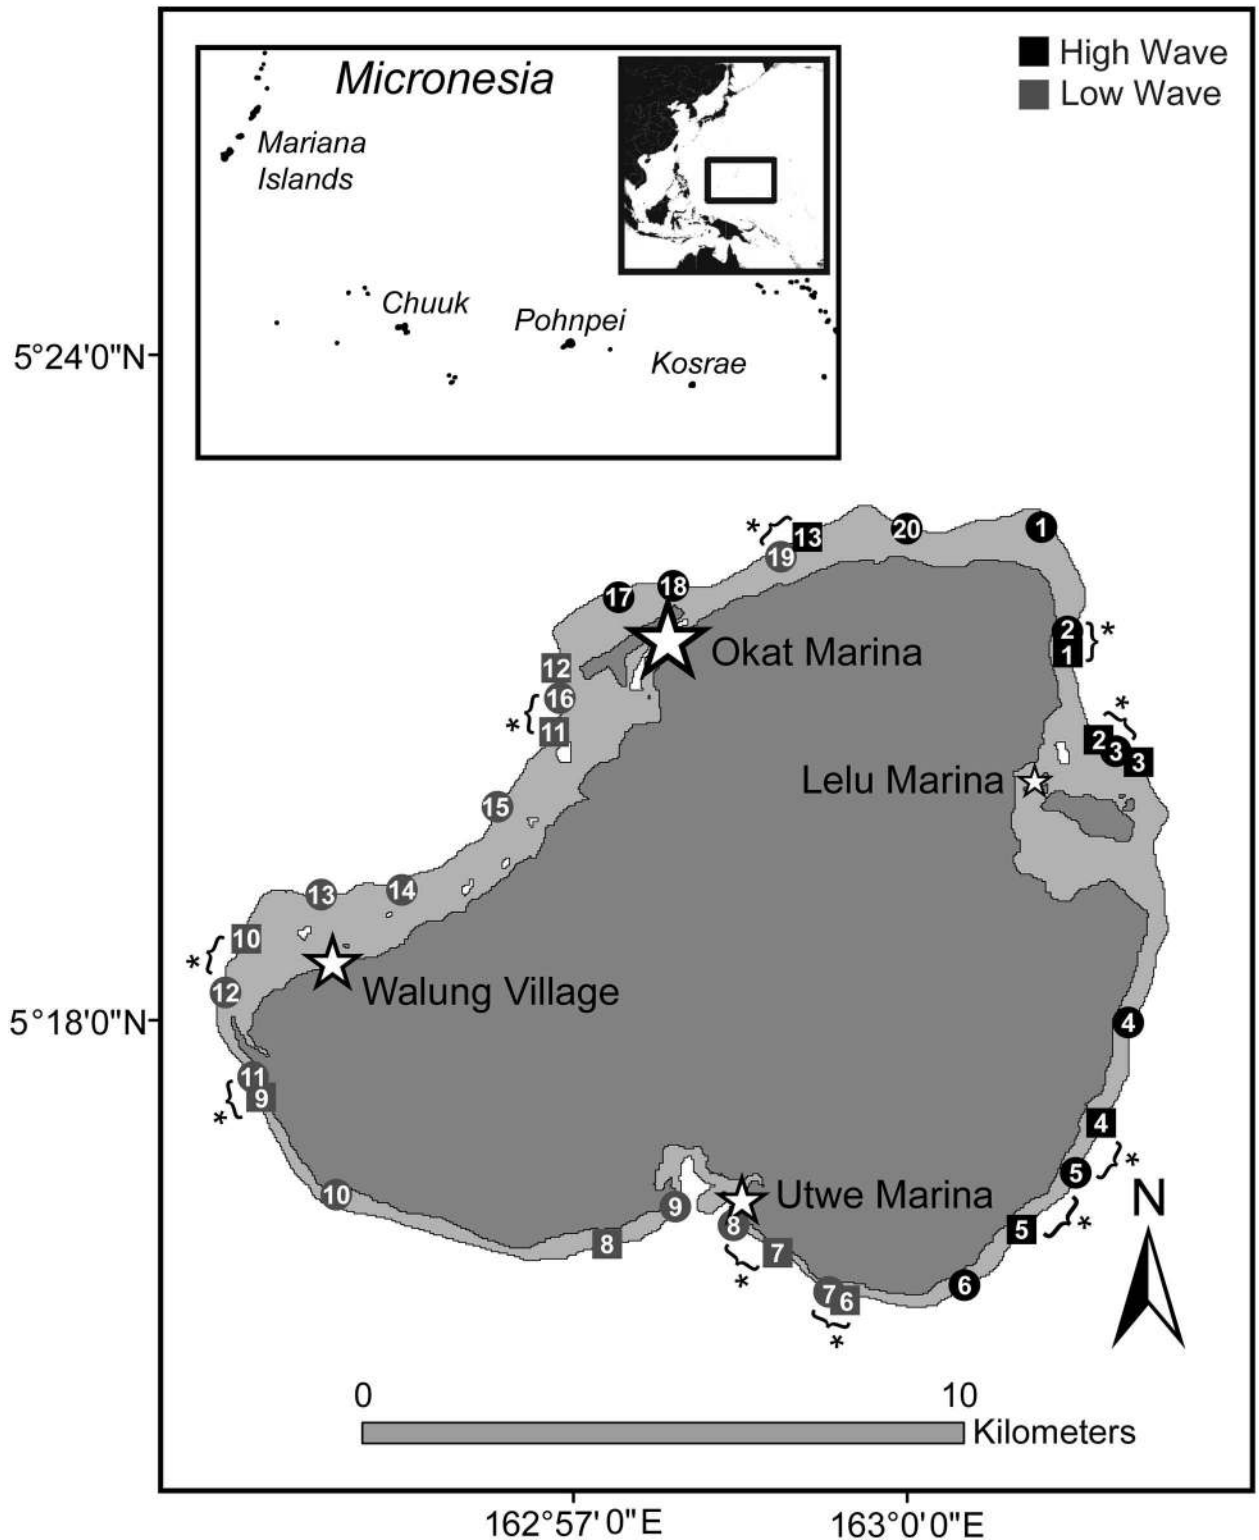 High Wave
Low Wave
Micronesia
Mariana
Islands
Chuuk
Pohnpei
Kosrae
5°24'0"N
5°18'0"N
* { 13
19
20
1
18
17
2
1 } *
Okat Marina
12
16
* {
11
*
2 3 3
Lelu Marina
15
14
13
10
* {
12
Walung Village
4
11
* { 9
4
5 } *
10
Utwe Marina
N
9
8
5 } *
8
7
*
6
7 6
*
0 10
Kilometers
162°57'0"E 163°0'0"E